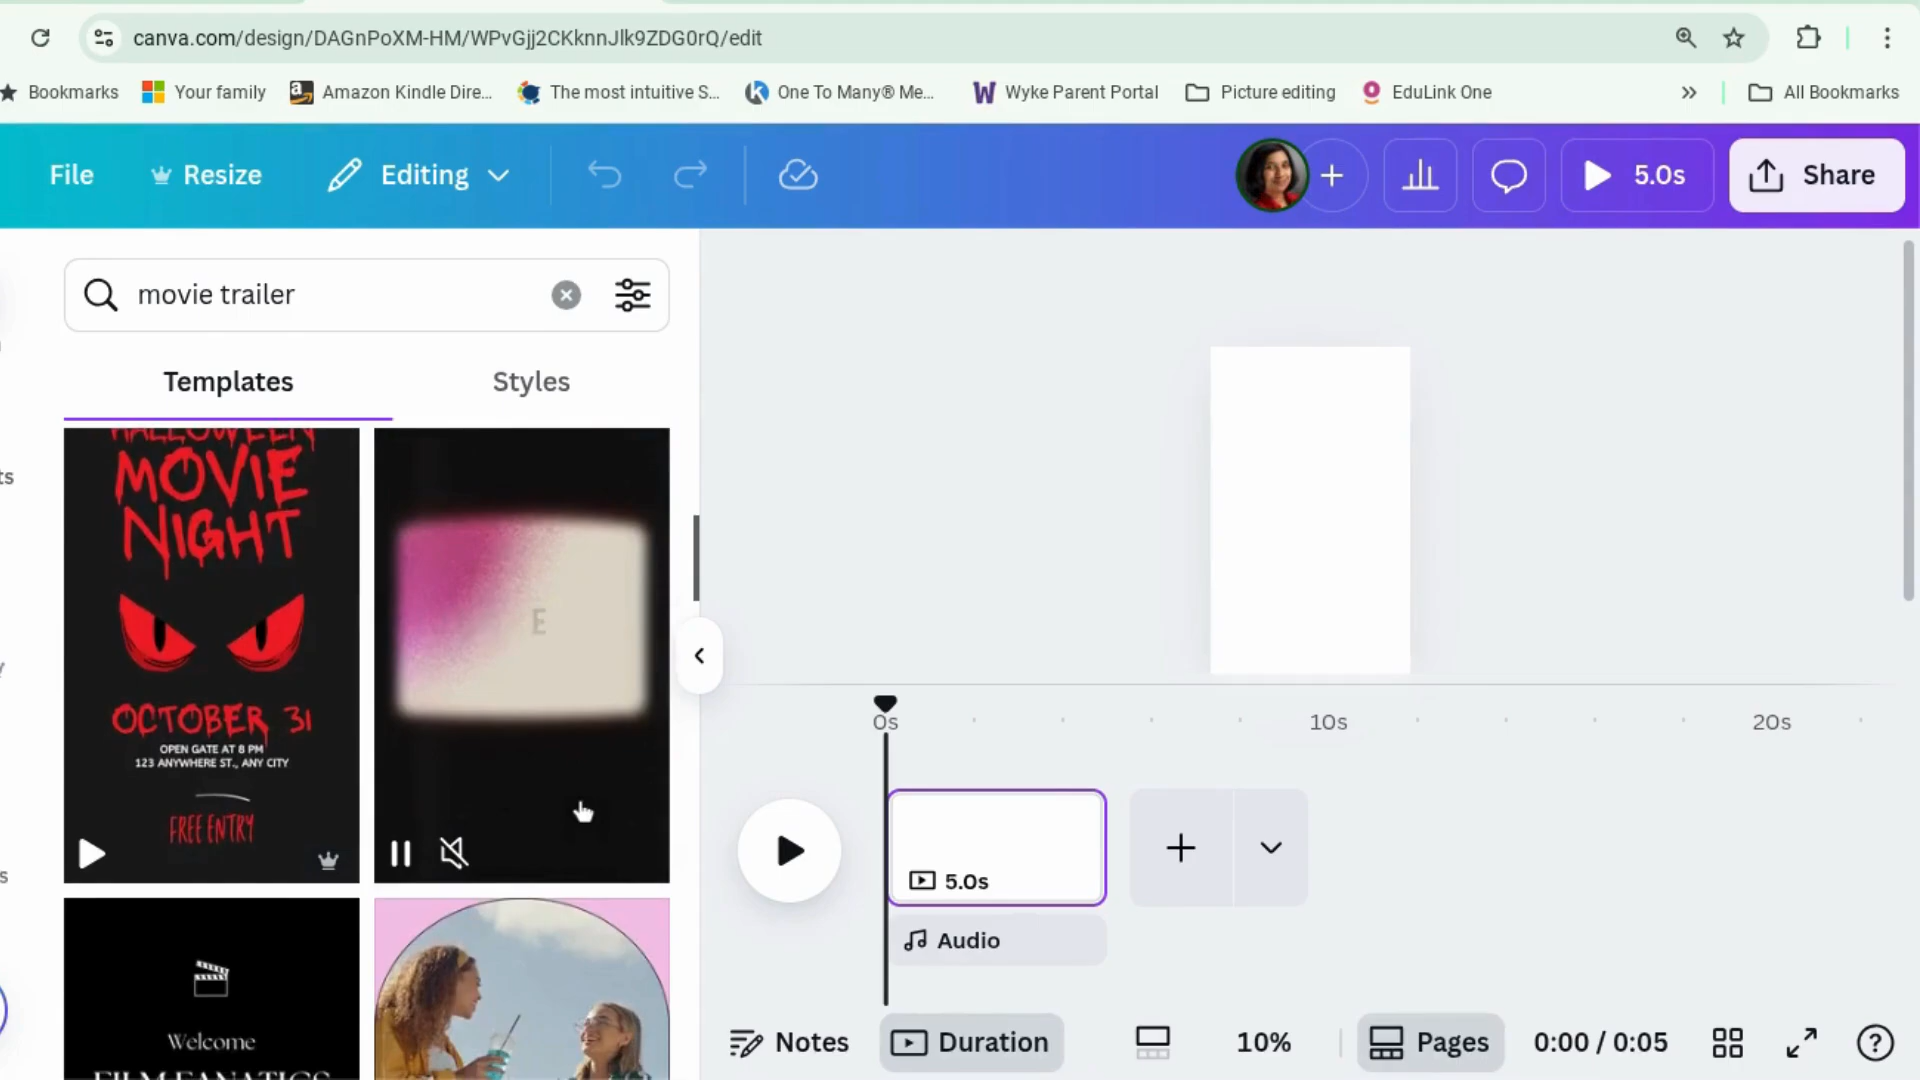 canva.com/design/DAGnPoXM-HM/WPvGjj2CKknnJlk9ZDG0rQ/edit
Bookmarks
Your family
Amazon Kindle Dire...
The most intuitive S...
One To Many® Me...
Wyke Parent Portal
Picture editing
EduLink One
All Bookmarks
File
Resize
Editing
5.0s
Share
movie trailer
Templates
Styles
HALLOWEEN
MOVIE
NIGHT
OCTOBER 31
OPEN GATE AT 8 PM
123 ANYWHERE ST., ANY CITY
FREE ENTRY
E
Welcome
FILM FANATICS
0s
10s
20s
5.0s
Audio
Notes
Duration
10%
Pages
0:00 / 0:05